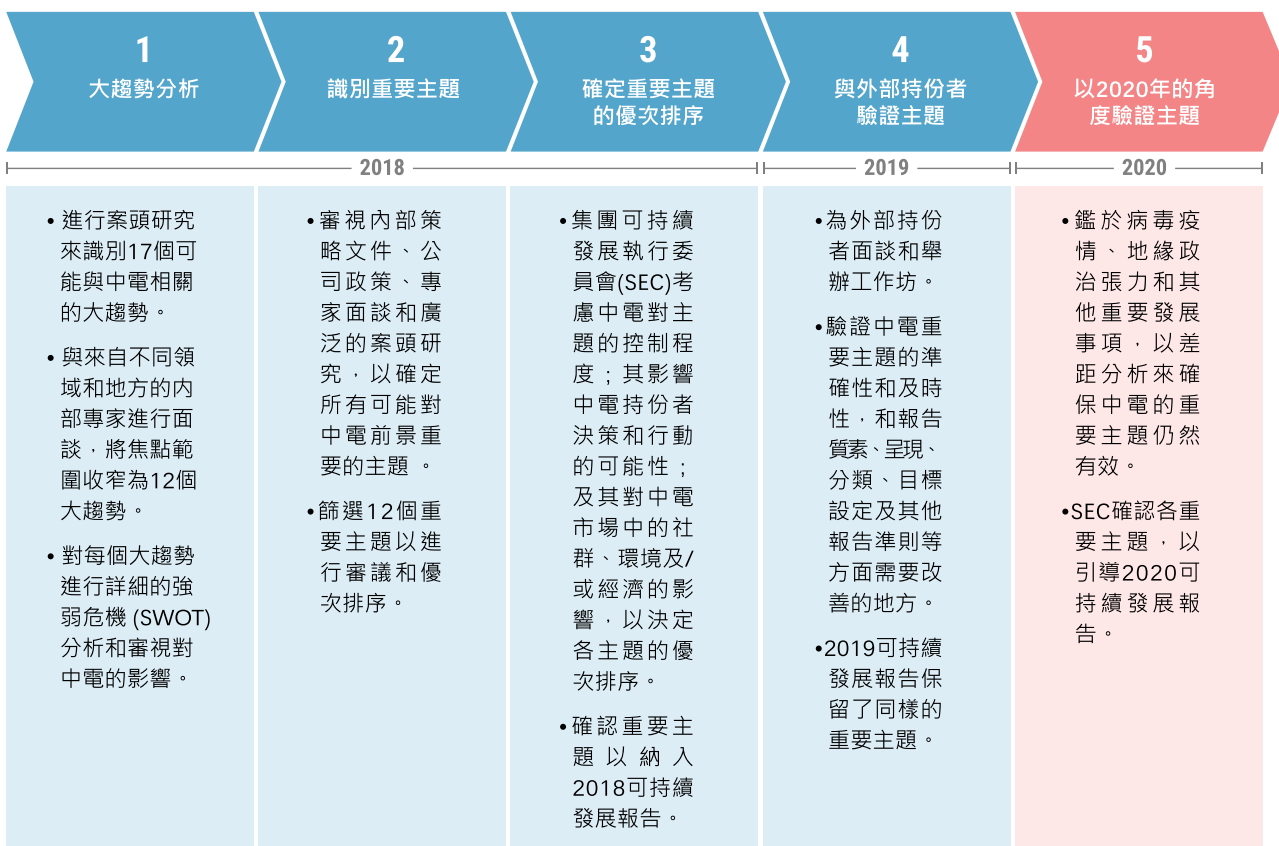 1
大趨勢分析
2
識別重要主題
3
確定重要主題
的優次排序
4
與外部持份者
驗證主題
5
以2020年的角
度驗證主題
2018
2019
2020
• 進行案頭研究
來識別17個可
能與中電相關
的大趨勢。
• 與來自不同領
域和地方的內
部專家進行面
談，將焦點範
圍收窄為12個
大趨勢。
• 對每個大趨勢
進行詳細的強
弱危機 (SWOT)
分析和審視對
中電的影響。
•審視內部策
略文件、公
司政策、專
家面談和廣
泛的案頭研
究，以確定
所有可能對
中電前景重
要的主題 。
•篩選12個重
要主題以進
行審議和優
次排序。
•集團可持續
發展執行委
員會(SEC)考
慮中電對主
題的控制程
度；其影響
中電持份者
決策和行動
的可能性；
及其對中電
市場中的社
群、環境及/
或經濟的影
響，以決定
各主題的優
次排序。
•確認重要主
題以納入
2018可持續
發展報告。
•為外部持份
者面談和舉
辦工作坊。
•驗證中電重
要主題的準
確性和及時
性，和報告
質素、呈現、
分類、目標
設定及其他
報告準則等
方面需要改
善的地方。
•2019可持續
發展報告保
留了同樣的
重要主題。
•鑑於病毒疫
情、地緣政
治張力和其
他重要發展
事項，以差
距分析來確
保中電的重
要主題仍然
有效。
•SEC確認各重
要主題，以
引導2020可
持續發展報
告。